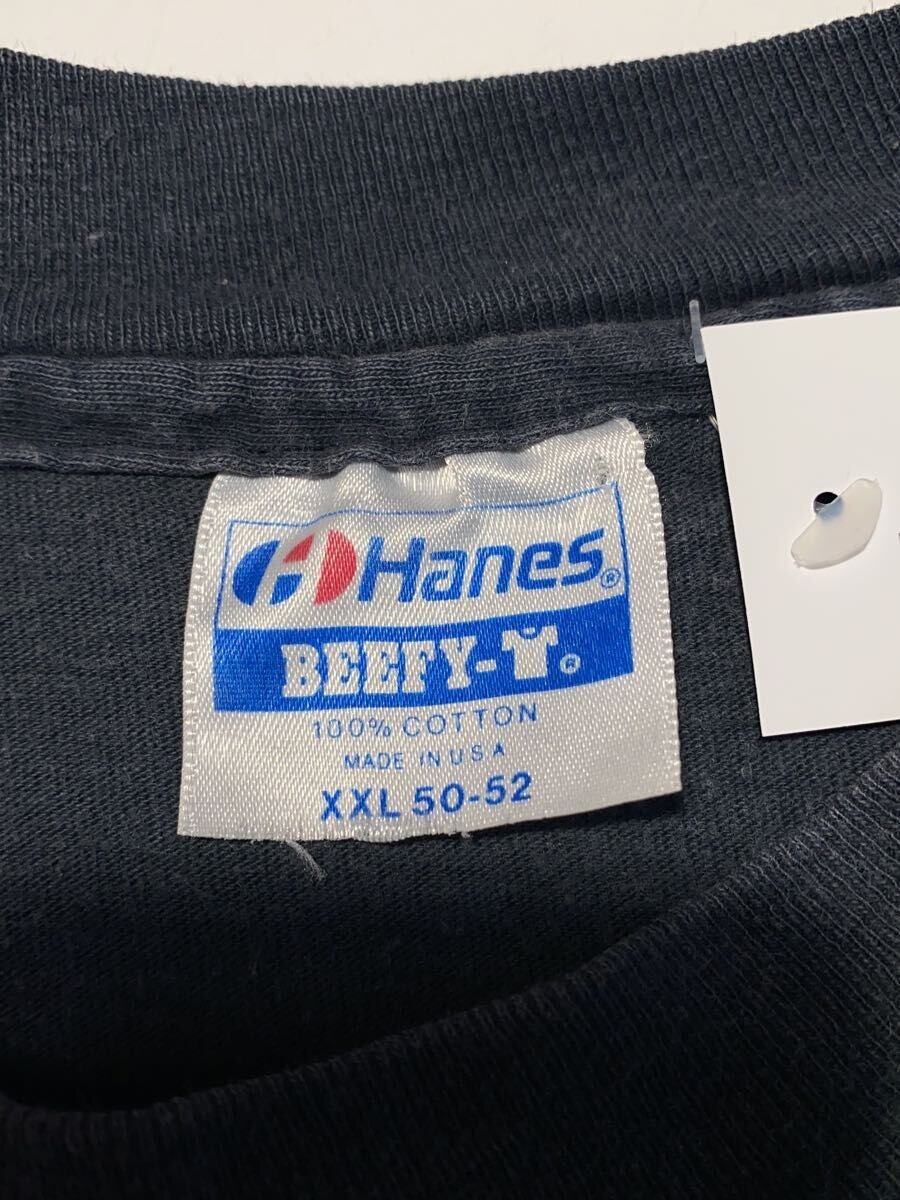 Hanes®
BEEFY-T®
100% COTTON
MADE IN USA
XXL 50-52